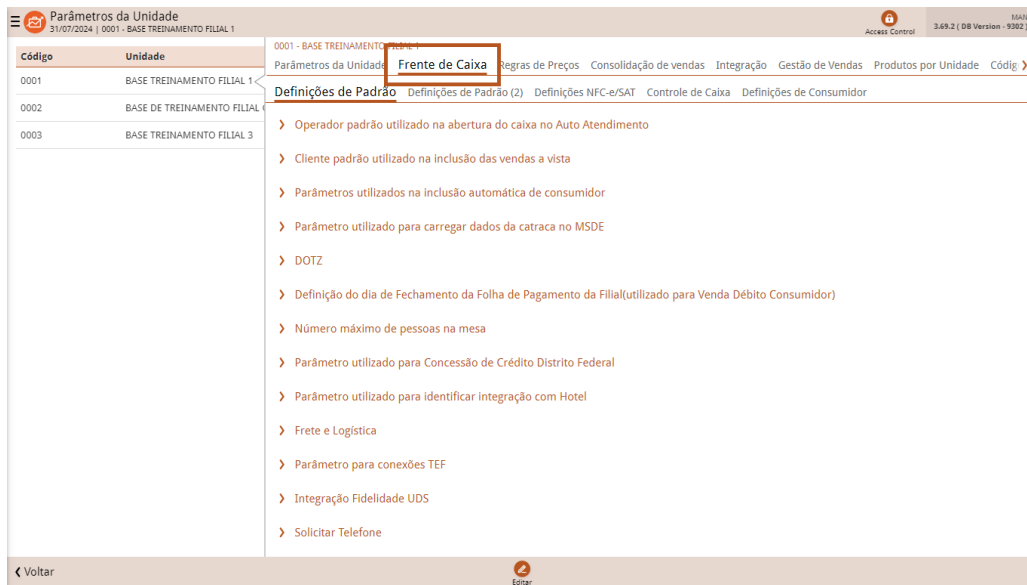 Parâmetros da Unidade
31/07/2024 | 0001 - BASE TREINAMENTO FILIAL 1
Access Control
MAN
3.69.2 ( DB Version - 9302 )
Código Unidade
0001 BASE TREINAMENTO FILIAL 1
0002 BASE DE TREINAMENTO FILIAL
0003 BASE TREINAMENTO FILIAL 3
0001 - BASE TREINAMENTO FILIAL 1
Parâmetros da Unidade Frente de Caixa Regras de Preços Consolidação de vendas Integração Gestão de Vendas Produtos por Unidade Códig
Definições de Padrão Definições de Padrão (2) Definições NFC-e/SAT Controle de Caixa Definições de Consumidor
Operador padrão utilizado na abertura do caixa no Auto Atendimento
Cliente padrão utilizado na inclusão das vendas a vista
Parâmetros utilizados na inclusão automática de consumidor
Parâmetro utilizado para carregar dados da catraca no MSDE
DOTZ
Definição do dia de Fechamento da Folha de Pagamento da Filial(utilizado para Venda Débito Consumidor)
Número máximo de pessoas na mesa
Parâmetro utilizado para Concessão de Crédito Distrito Federal
Parâmetro utilizado para identificar integração com Hotel
Frete e Logística
Parâmetro para conexões TEF
Integração Fidelidade UDS
Solicitar Telefone
Voltar
Editar